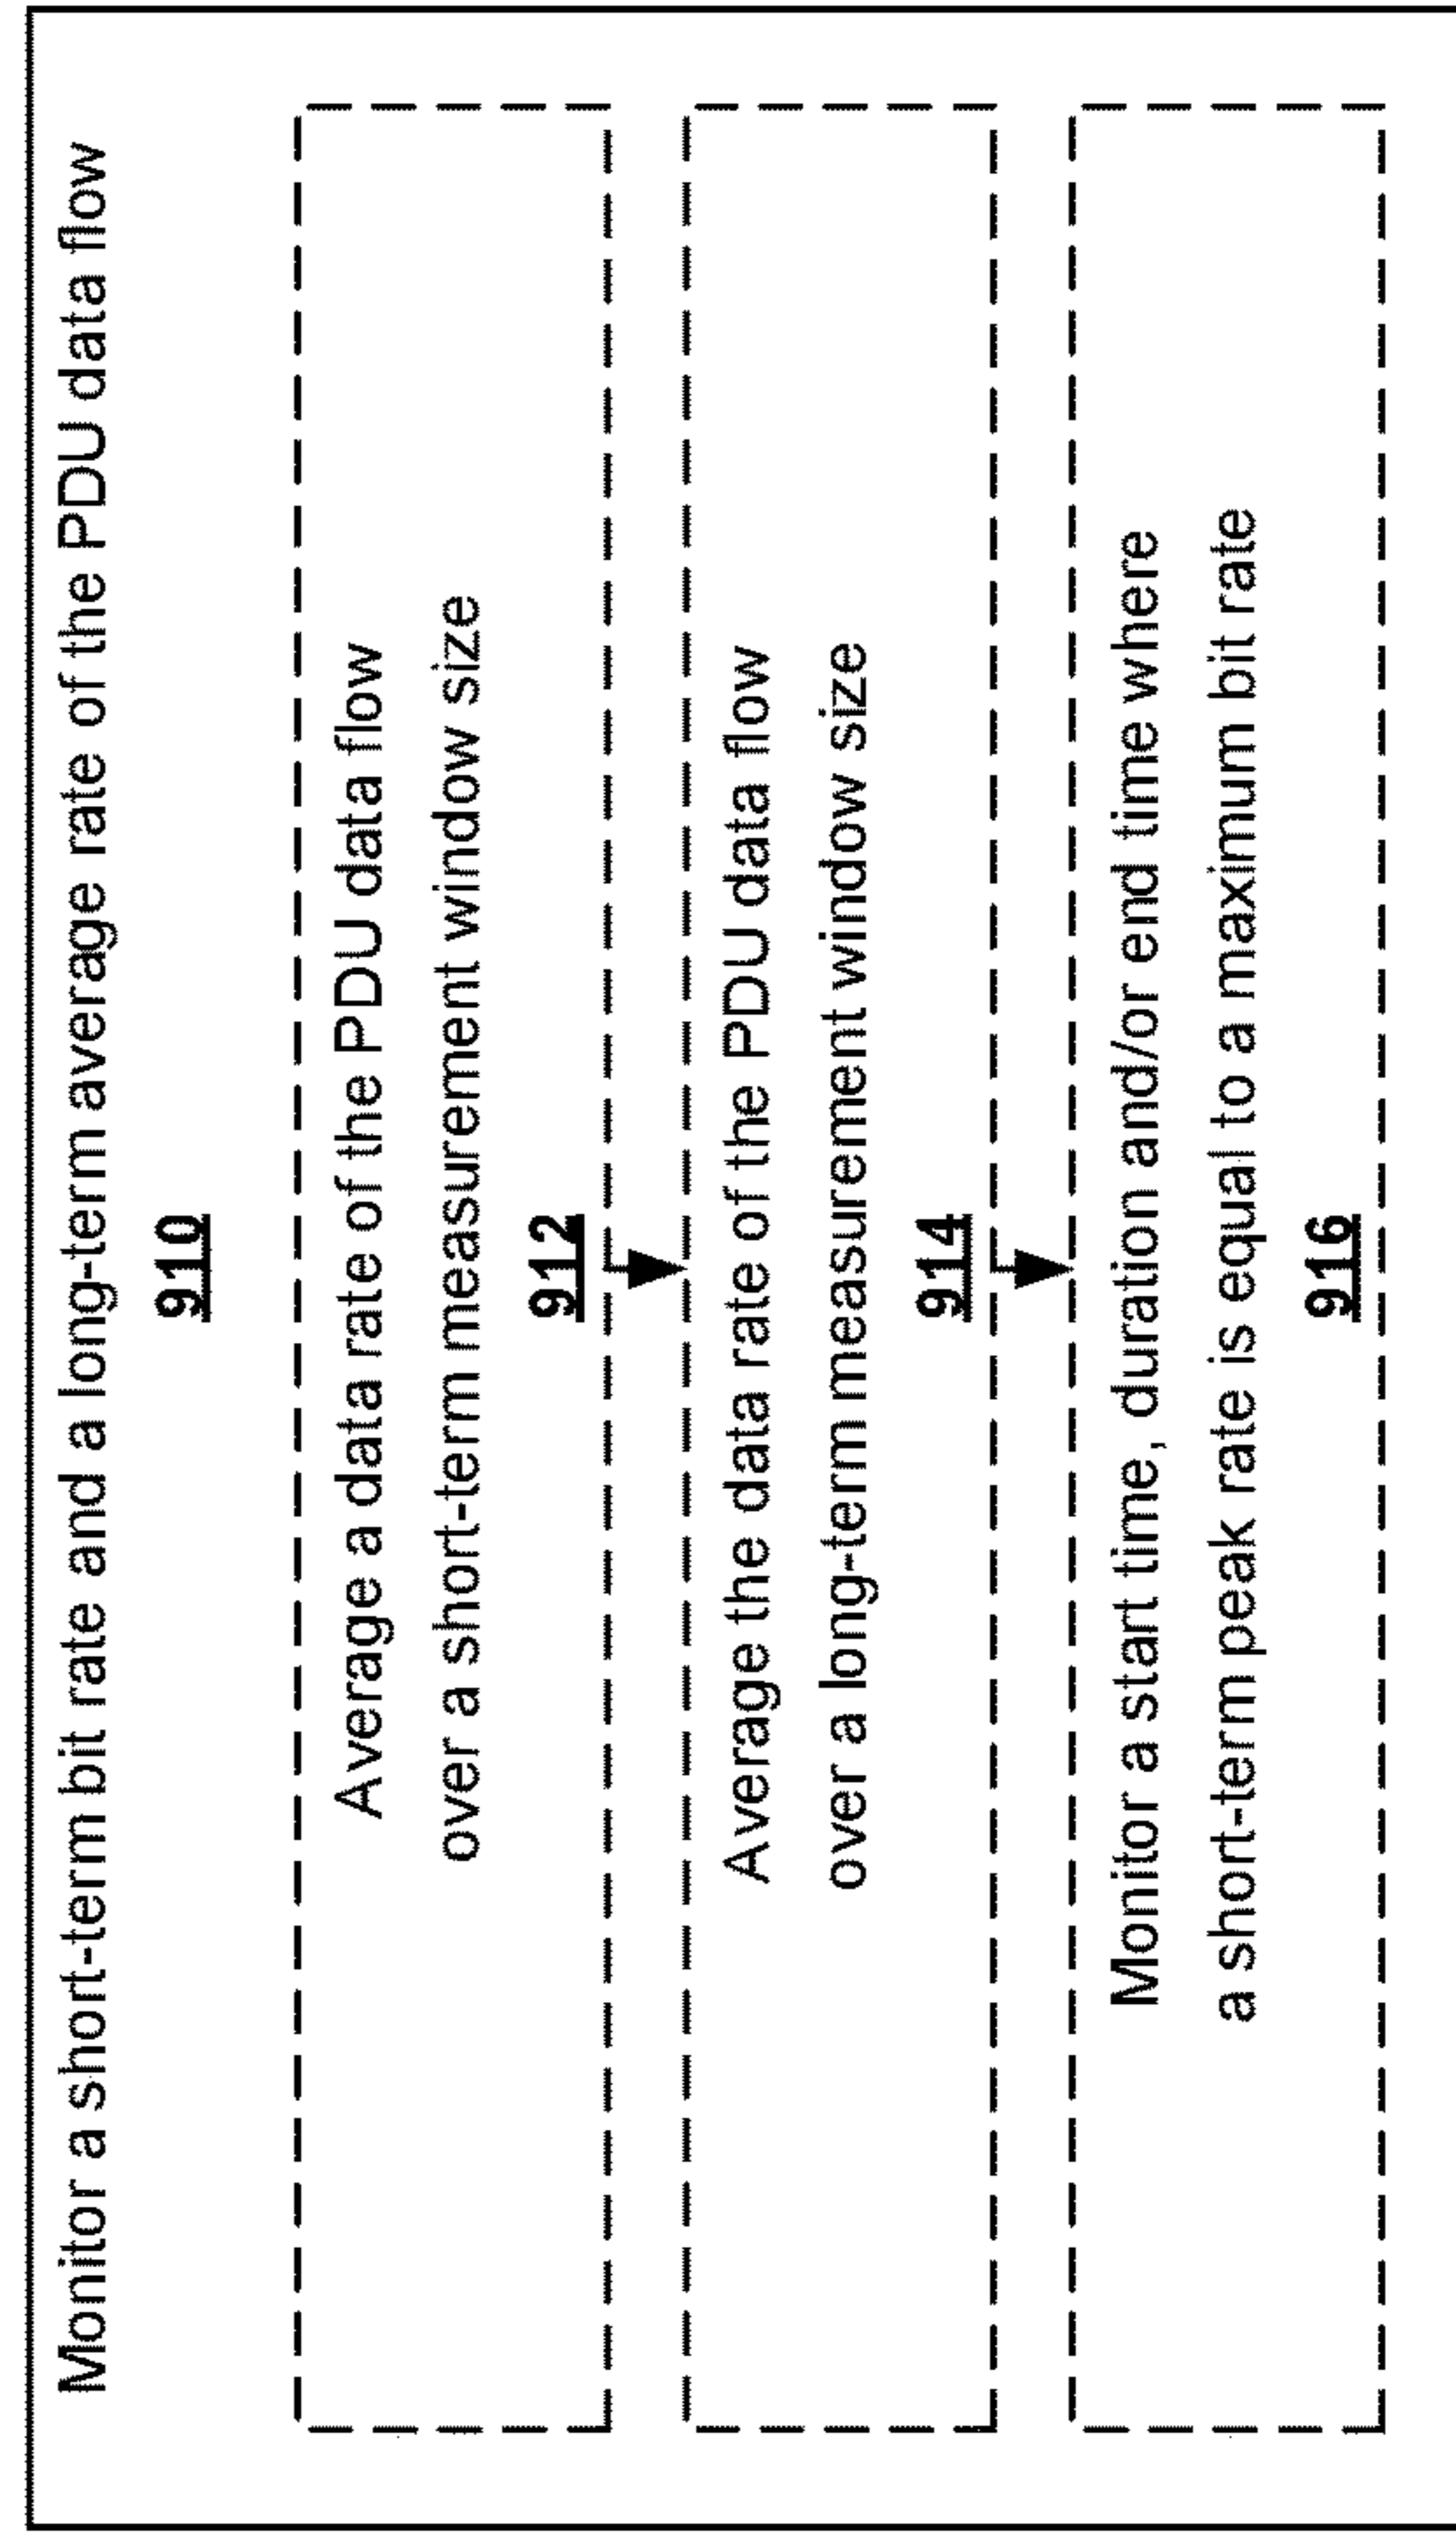 Monitor a short-term bit rate and a long-term average rate of the PDU data flow
910
Average a data rate of the PDU data flow
over a short-term measurement window size
912
Average the data rate of the PDU data flow
over a long-term measurement window size
914
Monitor a start time, duration and/or end time where
a short-term peak rate is equal to a maximum bit rate
916